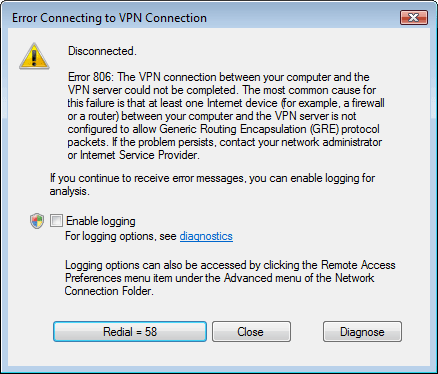 Error Connecting to VPN Connection
Disconnected.
Error 806: The VPN connection between your computer and the
VPN server could not be completed. The most common cause for
this failure is that at least one Internet device (for example, a firewall
or a router) between your computer and the VPN server is not
configured to allow Generic Routing Encapsulation (GRE) protocol
packets. If the problem persists, contact your network administrator
or Internet Service Provider.
If you continue to receive error messages, you can enable logging for
analysis.
Enable logging
For logging options, see diagnostics
Logging options can also be accessed by clicking the Remote Access
Preferences menu item under the Advanced menu of the Network
Connection Folder.
Redial = 58
Close
Diagnose